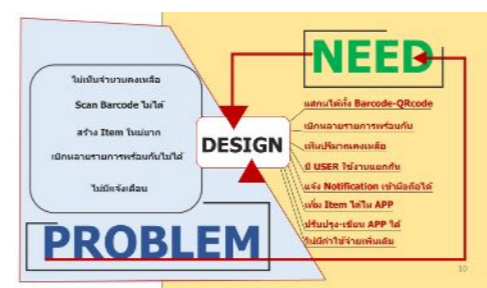 NEED
ไม่เห็นจำนวนคงเหลือ
Scan Barcode ไม่ได้
สร้าง Item ใหม่ยาก
เบิกหลายรายการพร้อมกันไม่ได้
ไม่มีแจ้งเตือน
DESIGN
แสกนได้ทั้ง Barcode-QRcode
เบิกหลายรายการพร้อมกัน
เห็นปริมาณคงเหลือ
มี USER ใช้งานแยกกัน
แจ้ง Notification เข้ามือถือได้
เพิ่ม Item ได้ใน APP
ปรับปรุง-เขียน APP ได้
ไม่มีค่าใช้จ่ายเพิ่มเติม
PROBLEM
10